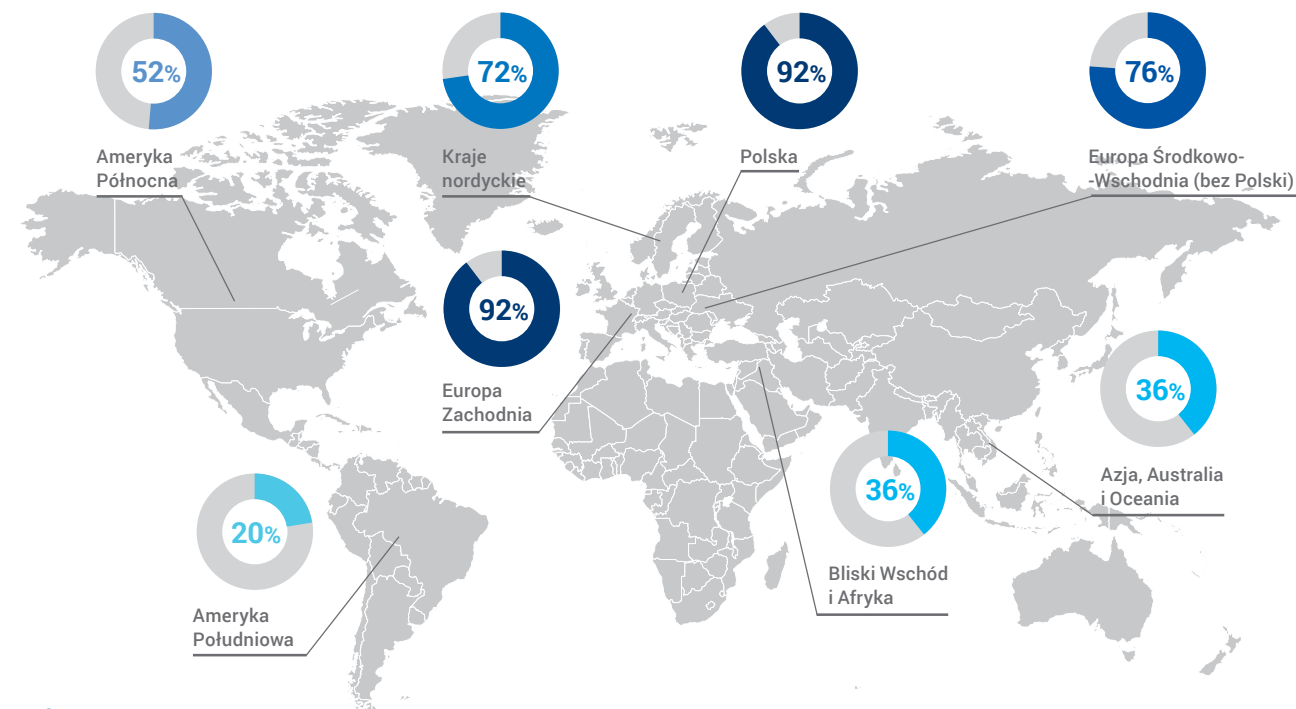 52%
Ameryka
Północna
72%
Kraje
nordyckie
92%
Polska
76%
Europa Środkowo-
-Wschodnia (bez Polski)
92%
Europa
Zachodnia
36%
Azja, Australia
i Oceania
36%
Bliski Wschód
i Afryka
20%
Ameryka
Południowa